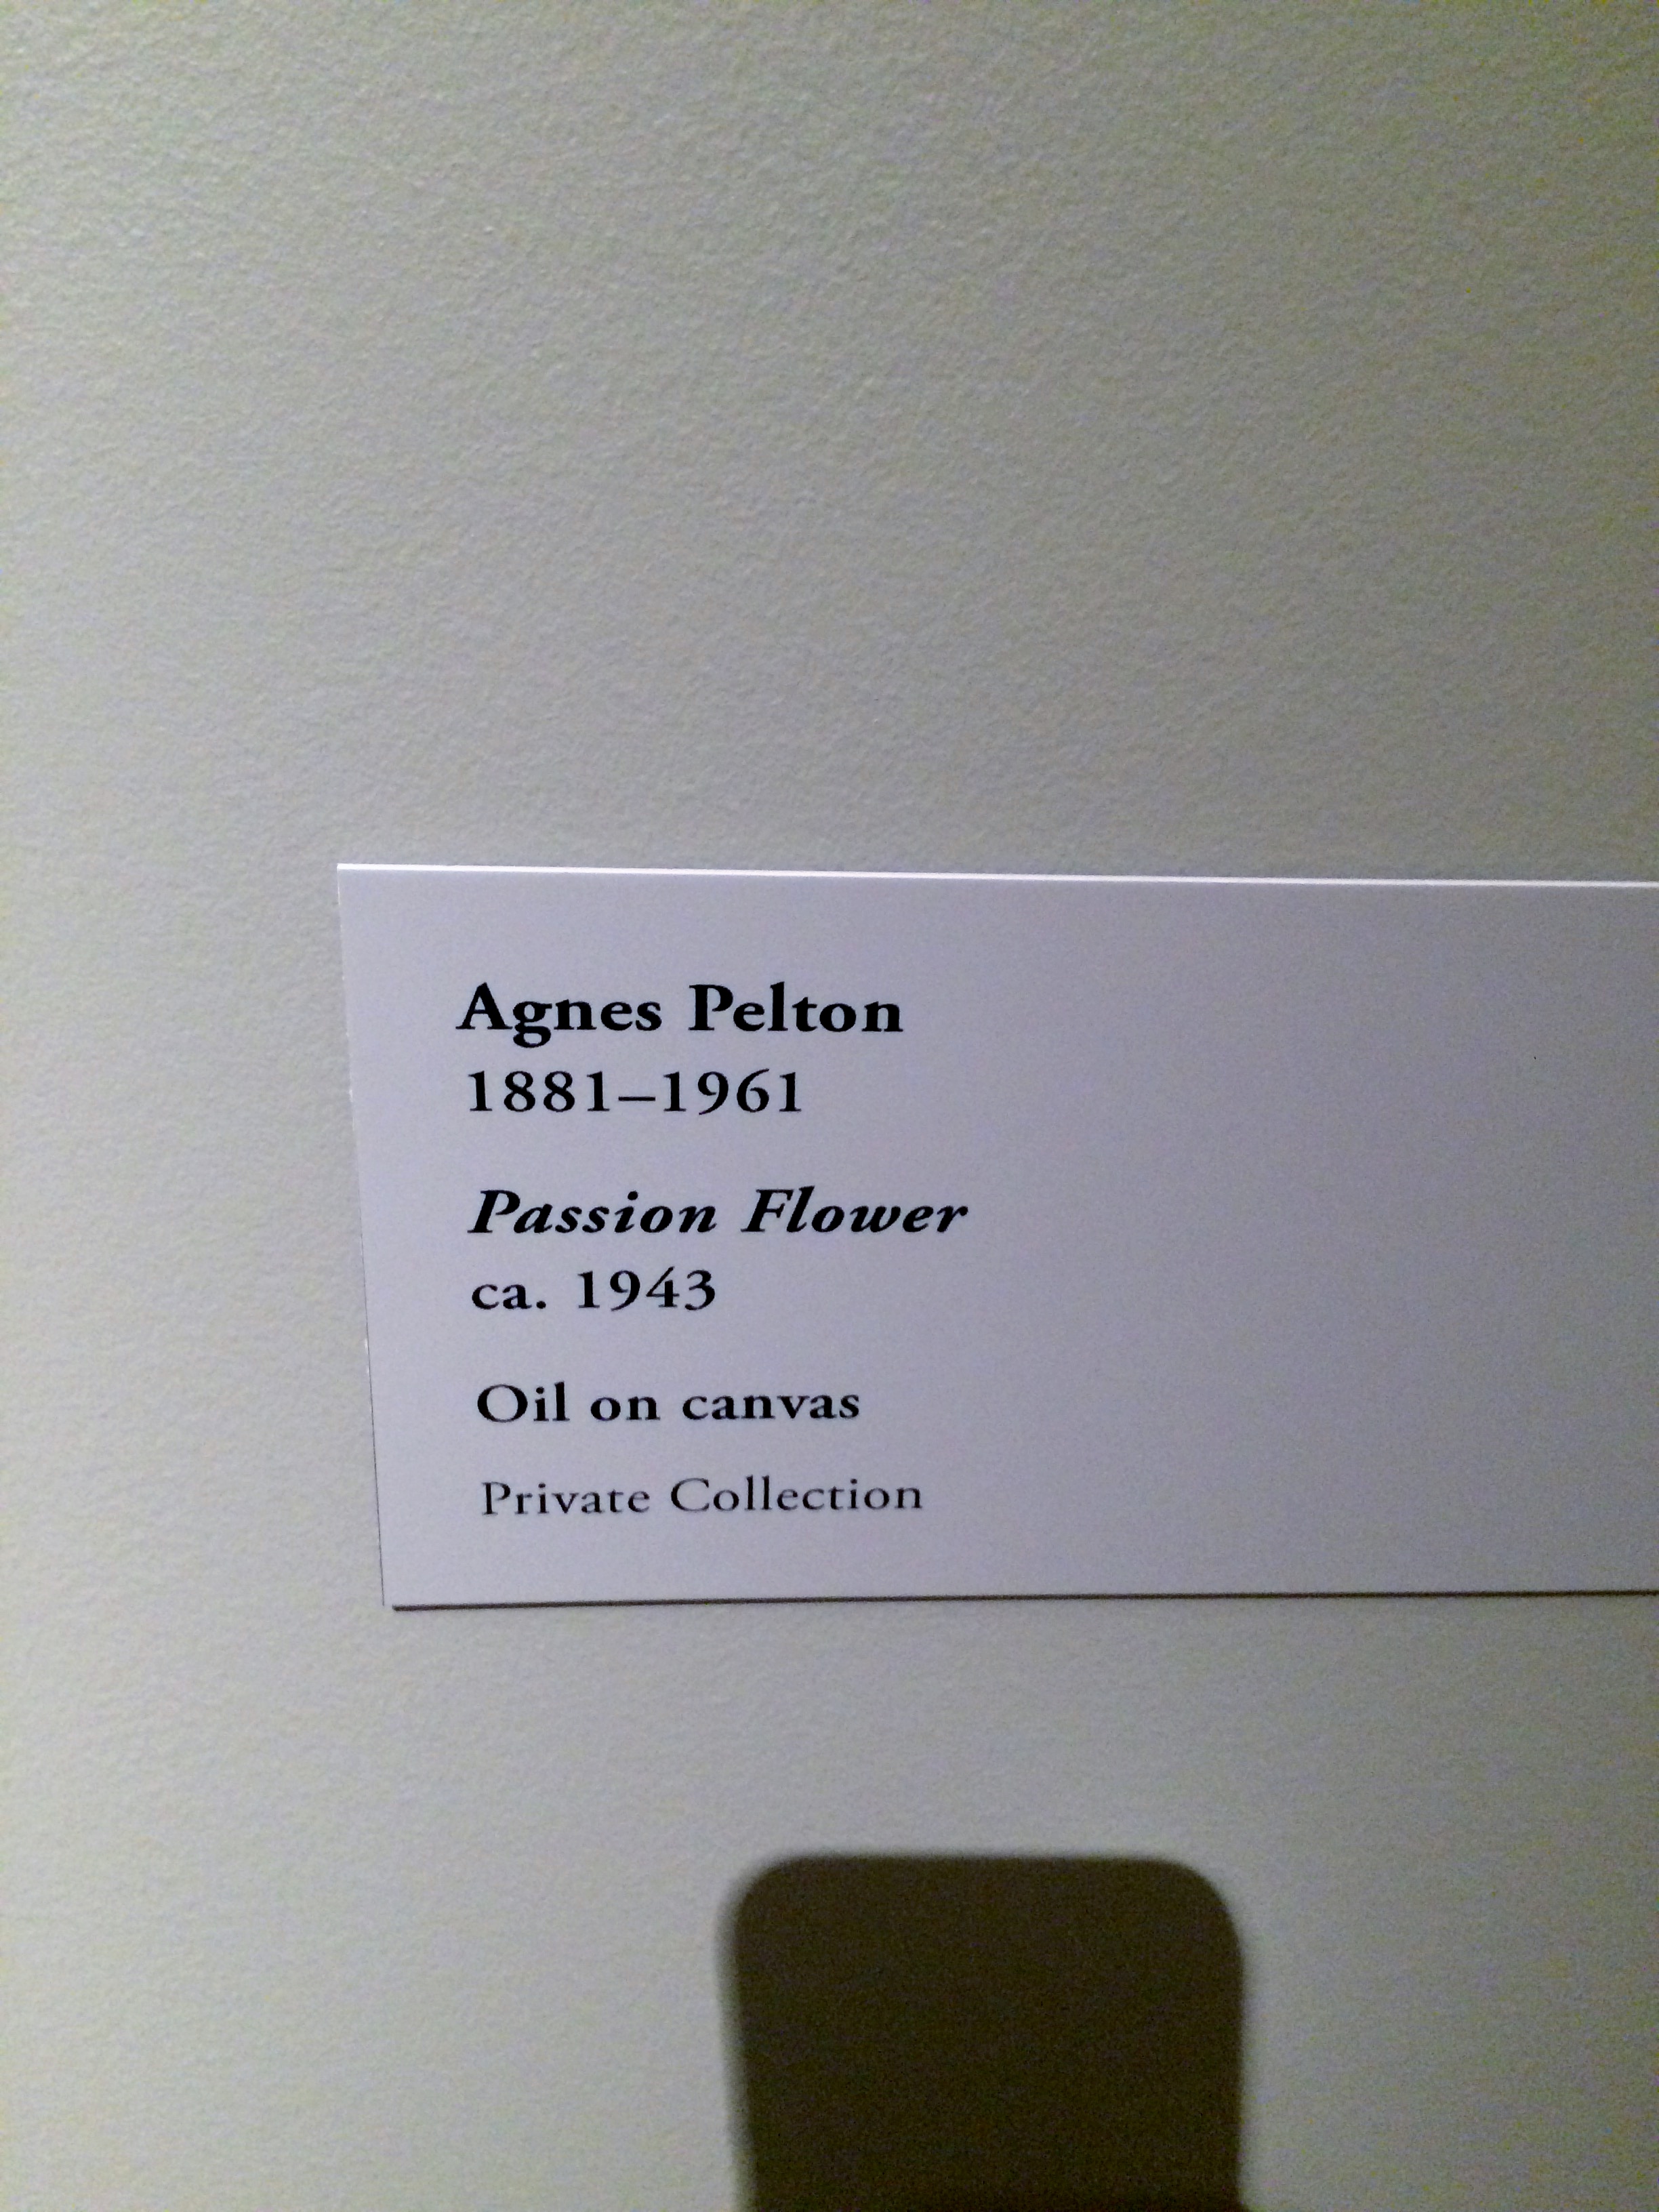 Agnes Pelton
1881–1961
Passion Flower
ca. 1943
Oil on canvas
Private Collection